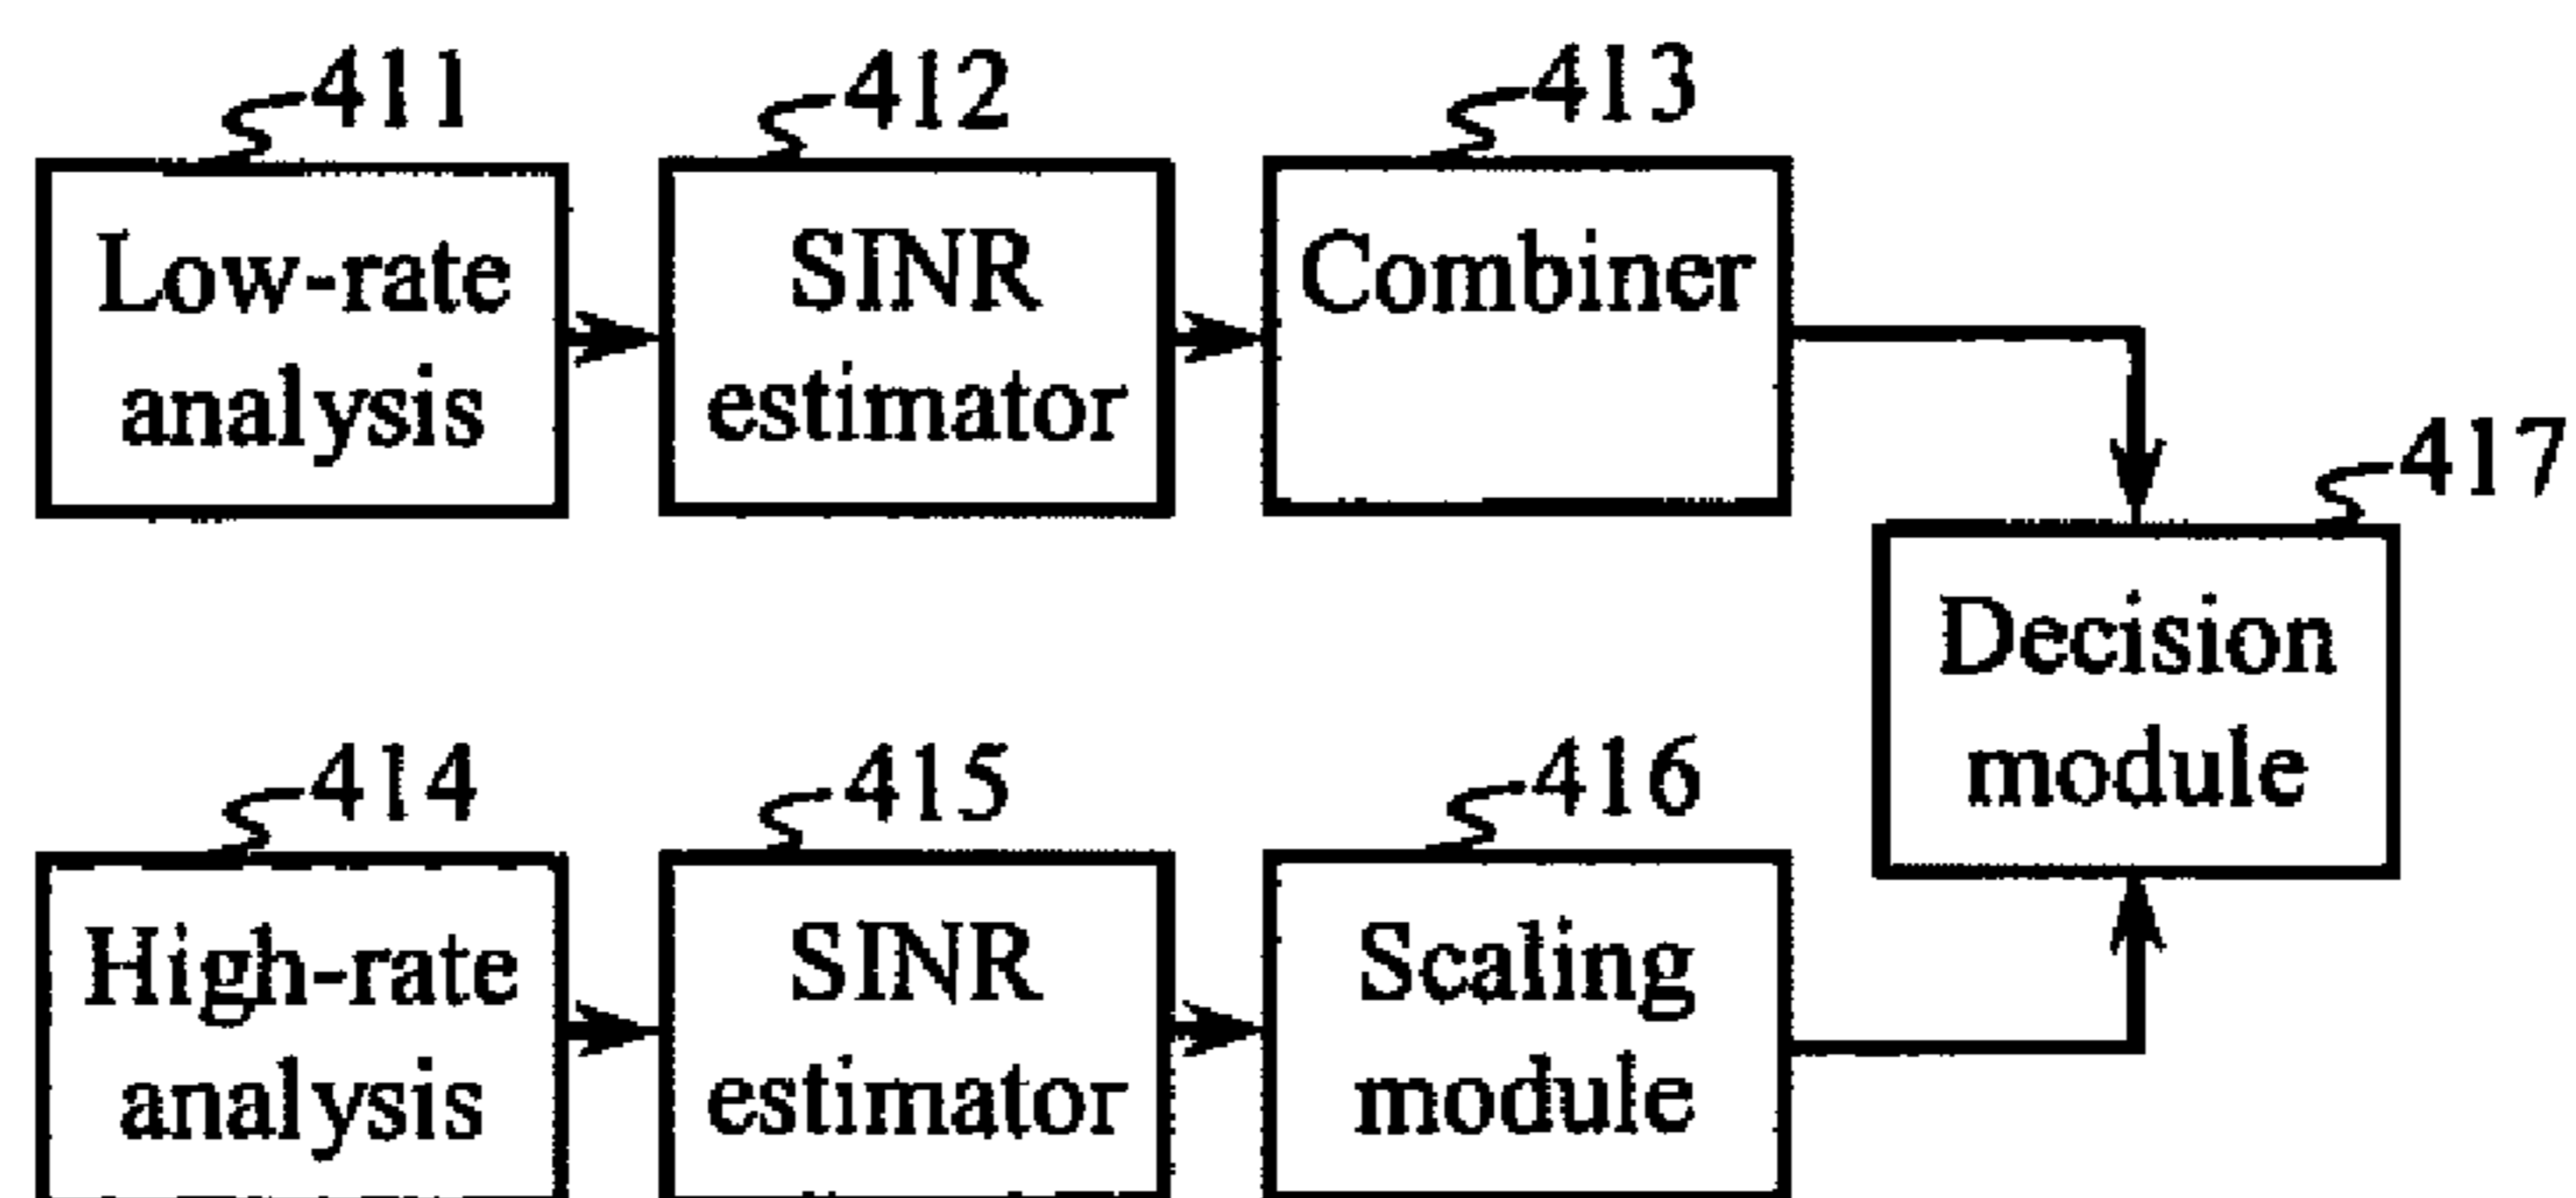 411
412
413
Low-rate
analysis
SINR
estimator
Combiner
417
Decision
module
414
415
416
High-rate
analysis
SINR
estimator
Scaling
module